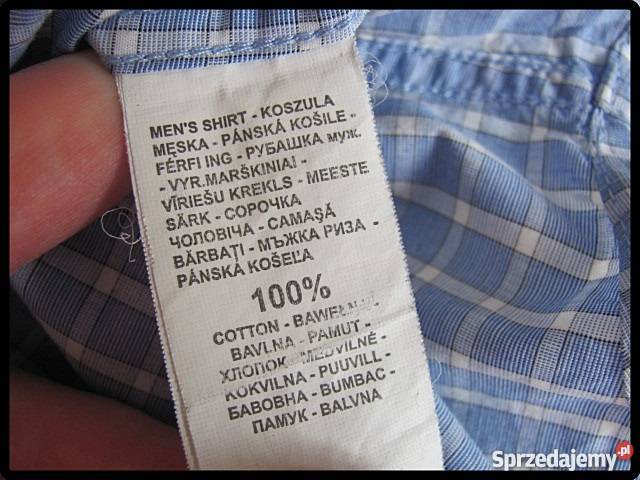 MEN'S SHIRT - KOSZULA
MĘSKA - PÁNSKÁ KOŠILE -
FÉRFI ING - РУБАШКА муж.
- VYR.MARŠKINIAI -
VĪRIEŠU KREKLS - MEESTE
SÄRK - СОРОЧКА
ЧОЛОВІЧА - CAMAŞĂ
BĂRBAŢI - МЪЖКА РИЗА -
PÁNSKÁ KOŠEĽA
100%
COTTON - BAWEŁNA -
BAVLNA - PAMUT -
ХЛОПОК - MEDVILNĖ -
KOKVILNA - PUUVILL -
БАВОВНА - BUMBAC -
ПАМУК - BALVNA
Sprzedajemy.pl